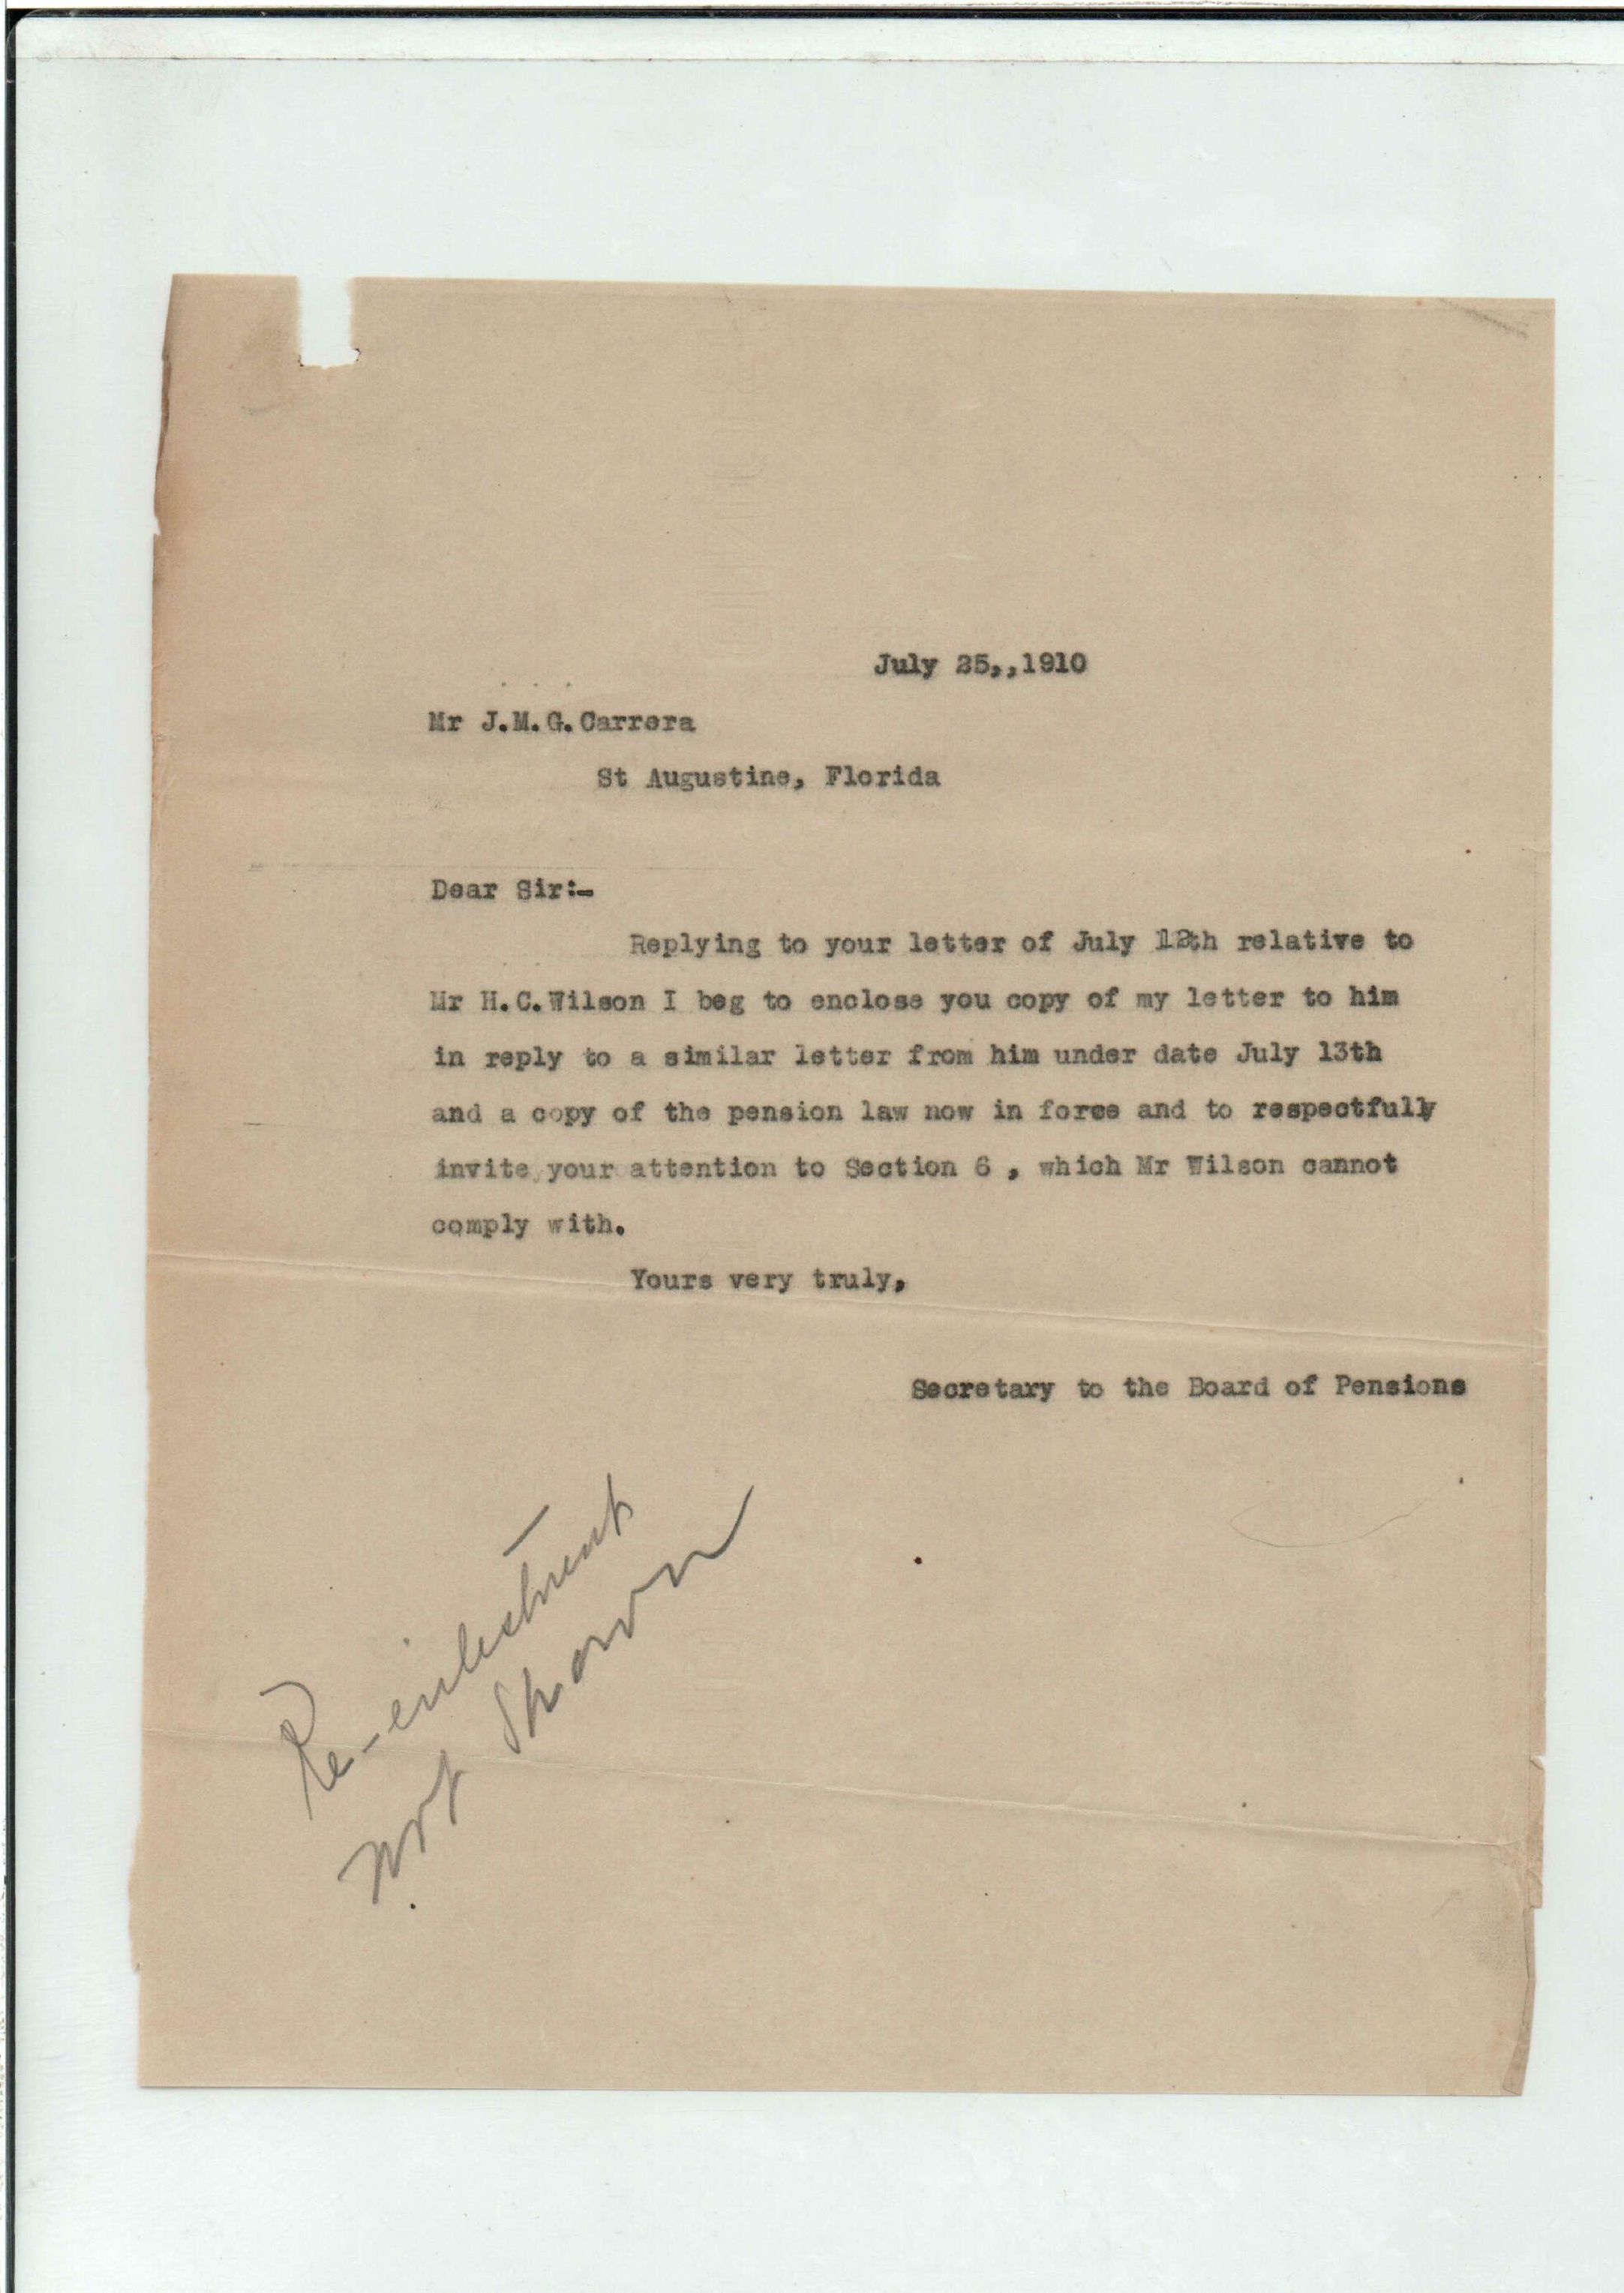 July 25,,1910
Mr J.M.G.Carrera
St Augustine, Florida
Dear Sir:-
Replying to your letter of July 12th relative to
Mr H.C.Wilson I beg to enclose you copy of my letter to him
in reply to a similar letter from him under date July 13th
and a copy of the pension law now in force and to respectfully
invite your attention to Section 6 , which Mr Wilson cannot
comply with.
Yours very truly,
Secretary to the Board of Pensions
Re-enlistment
not Shown